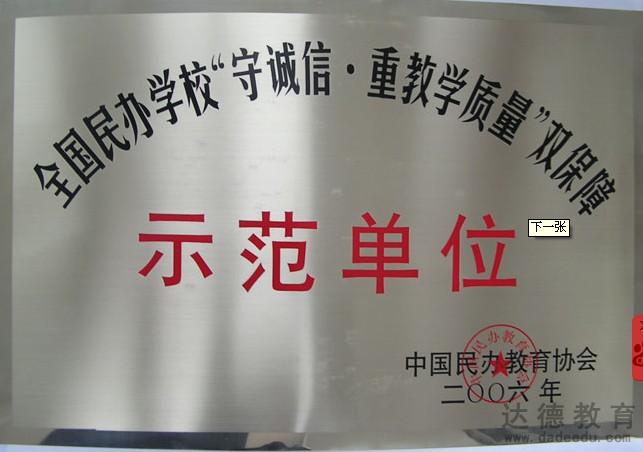 全国民办学校“守诚信·重教学质量”双保障
示范单位
下一张
中国民办教育协会
二〇〇六年
达德教育
www.dadeedu.com